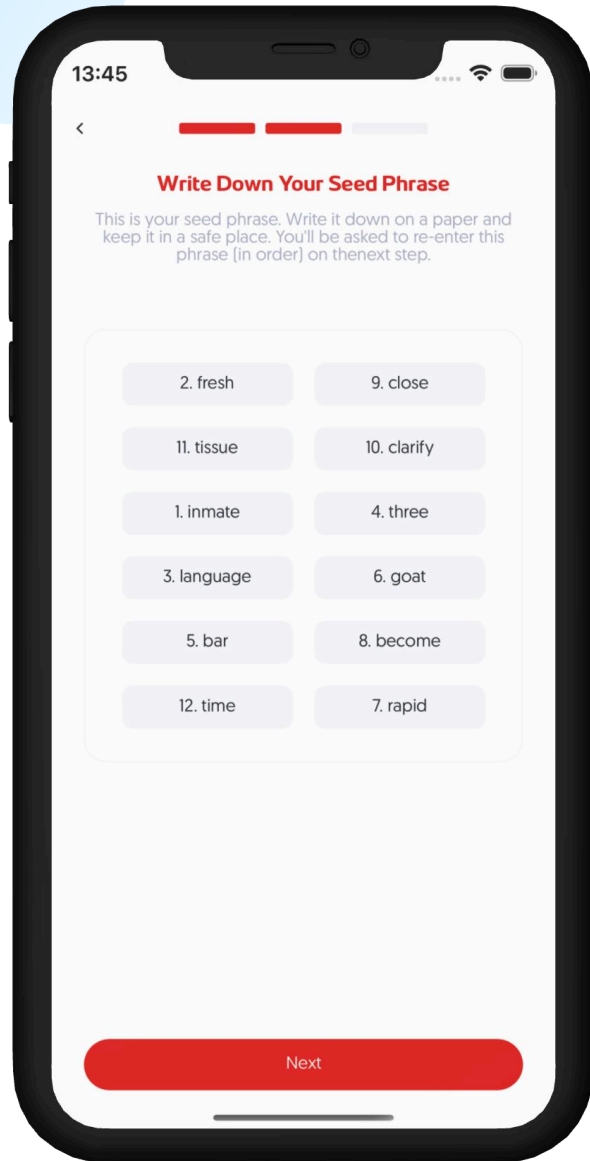 13:45
Write Down Your Seed Phrase
This is your seed phrase. Write it down on a paper and
keep it in a safe place. You'll be asked to re-enter this
phrase (in order) on thenext step.
2. fresh
9. close
11. tissue
10. clarify
1. inmate
4. three
3. language
6. goat
5. bar
8. become
12. time
7. rapid
Next